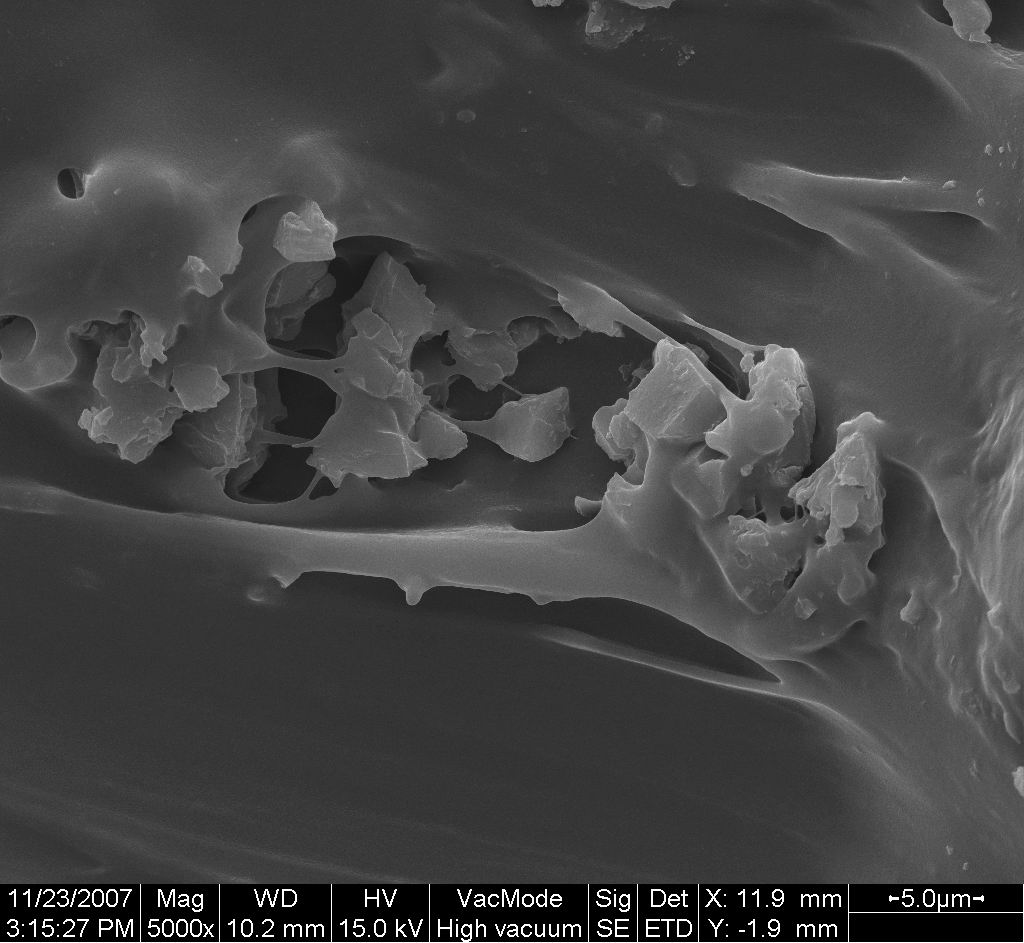 11/23/2007 Mag WD HV VacMode Sig Det X: 11.9 mm 5.0µm
3:15:27 PM 5000x 10.2 mm 15.0 kV High vacuum SE ETD Y: -1.9 mm